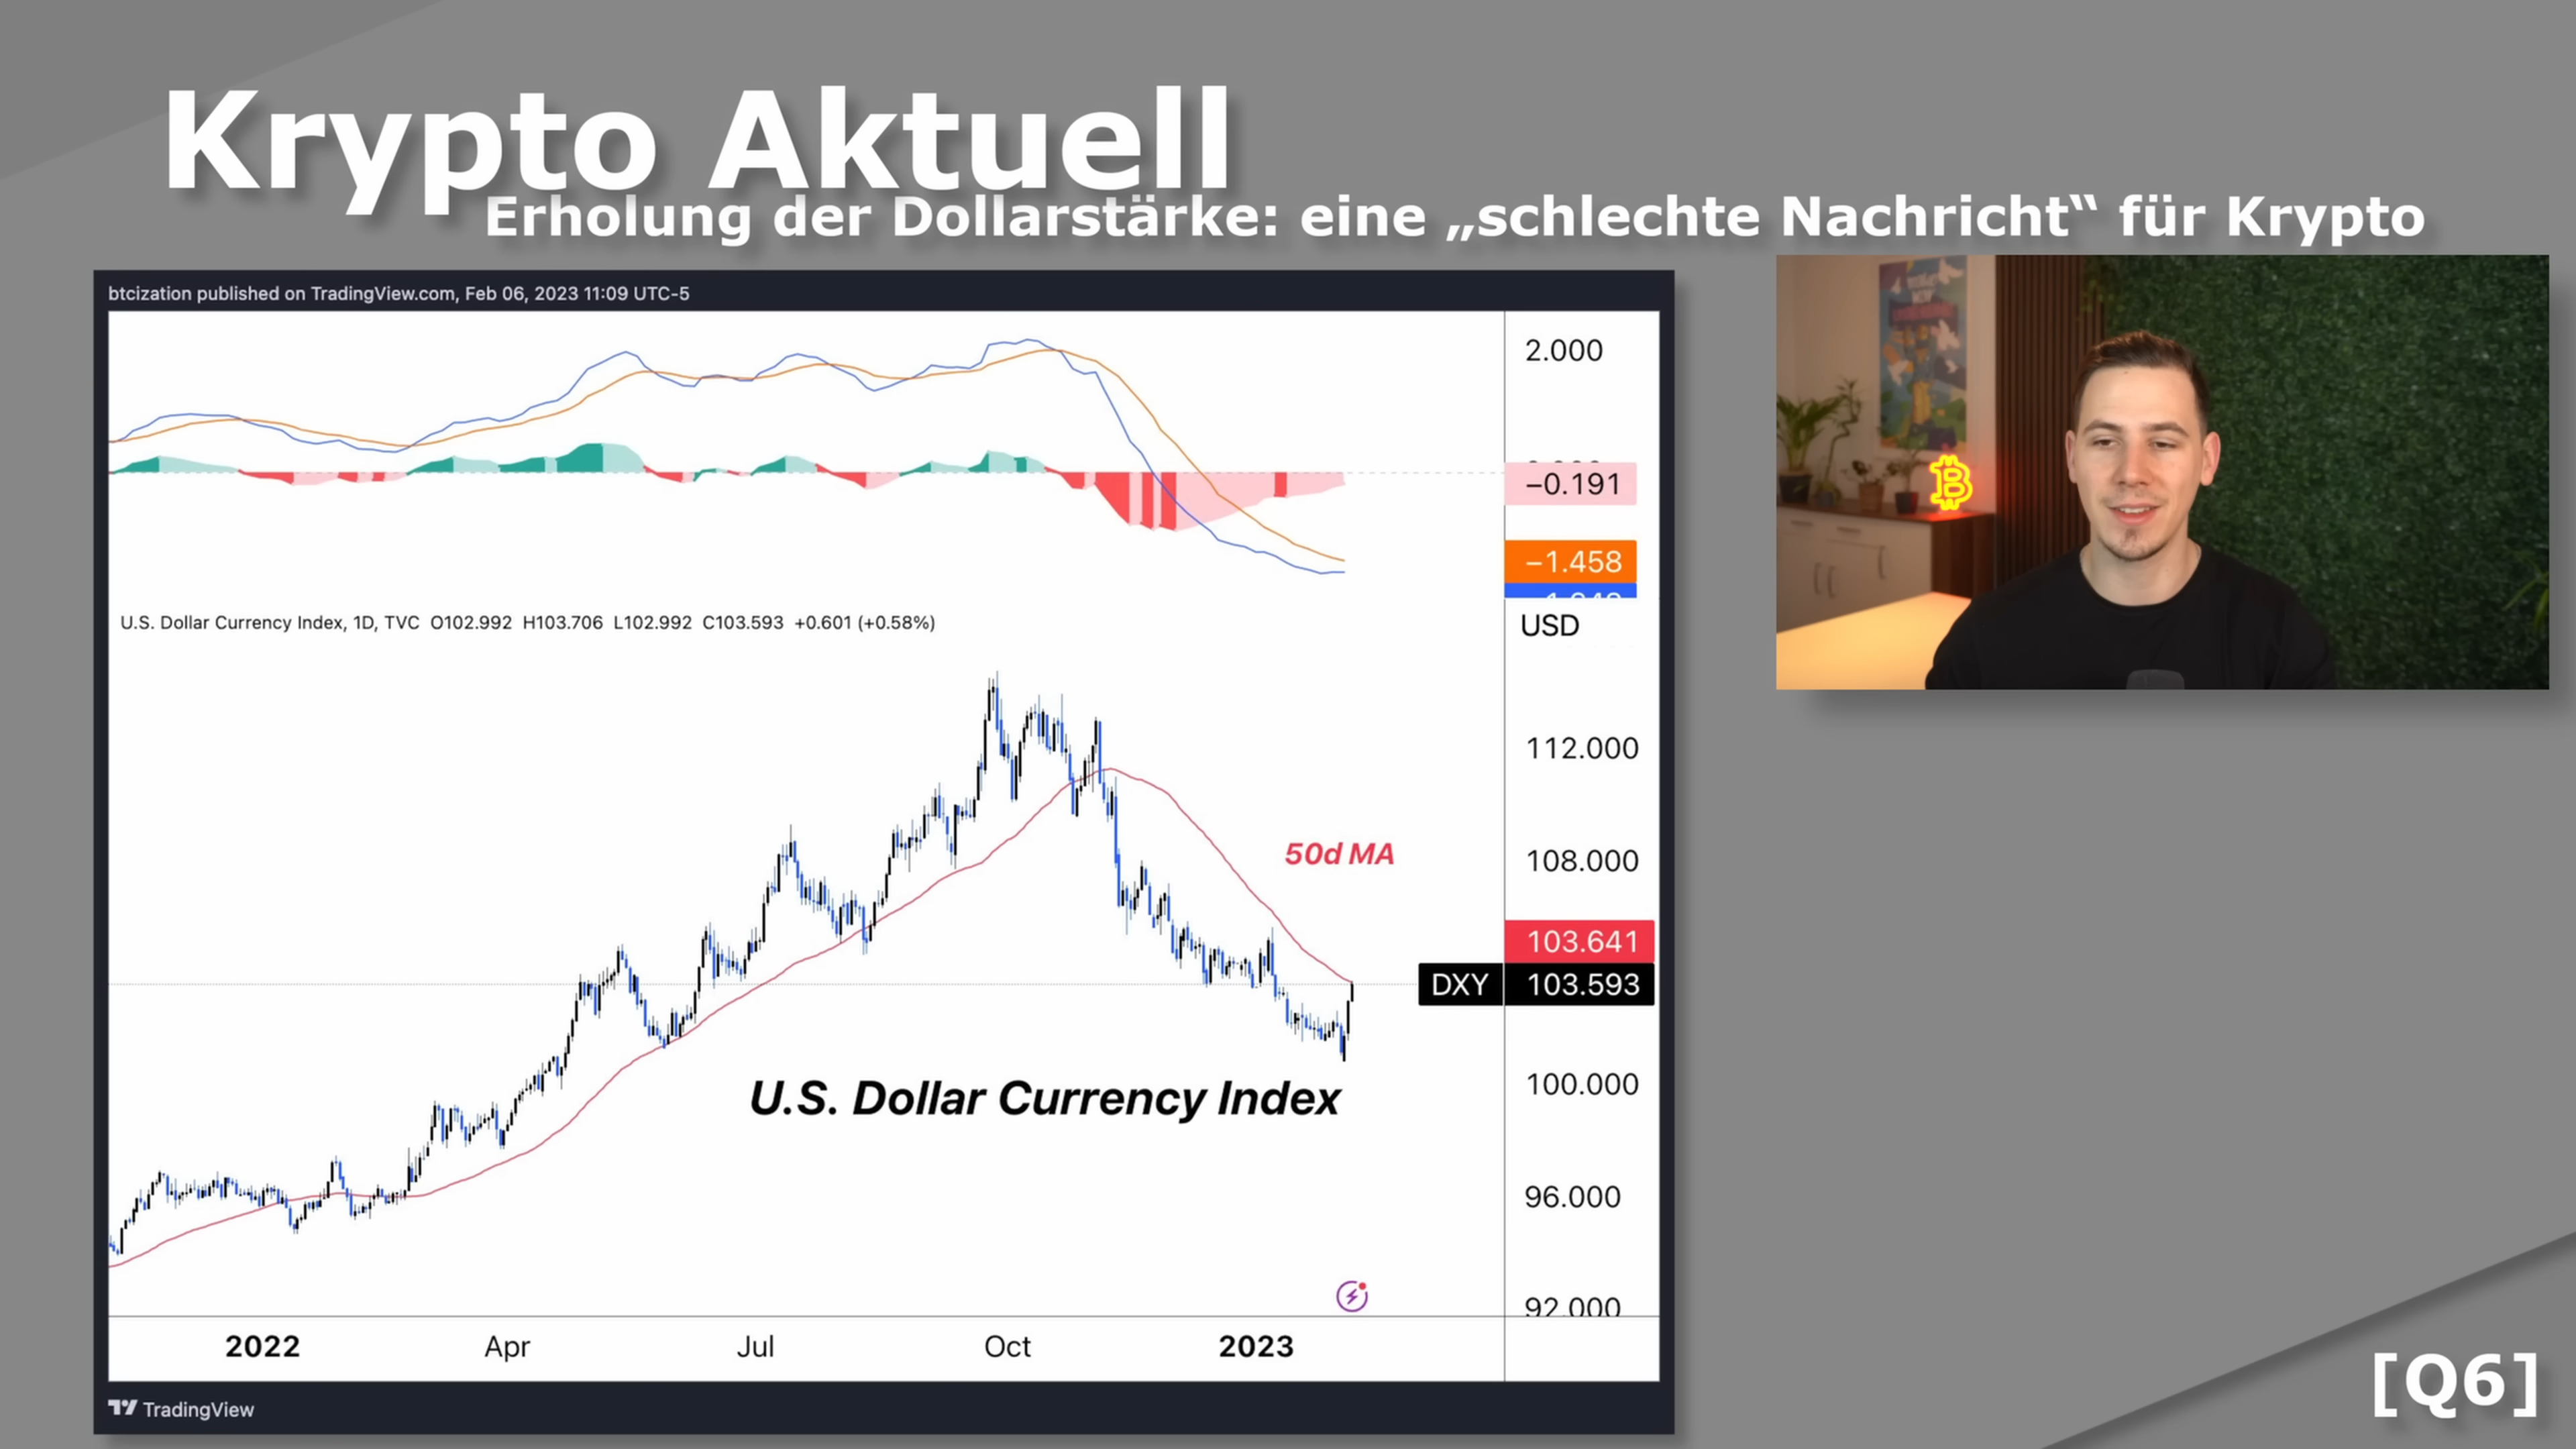 Krypto Aktuell
Erholung der Dollarstärke: eine „schlechte Nachricht“ für Krypto
btcization published on TradingView.com, Feb 06, 2023 11:09 UTC-5
2.000
−0.191
−1.458
U.S. Dollar Currency Index, 1D, TVC O102.992 H103.706 L102.992 C103.593 +0.601 (+0.58%)
USD
112.000
50d MA
108.000
103.641
DXY 103.593
100.000
U.S. Dollar Currency Index
96.000
92.000
2022 Apr Jul Oct 2023
TradingView
[Q6]